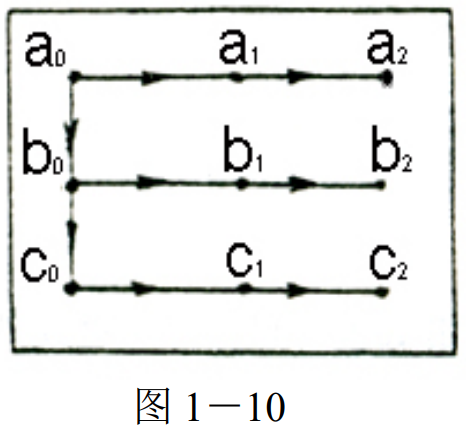 a₀ a₁ a₂
b₀ b₁ b₂
c₀ c₁ c₂
图 1－10